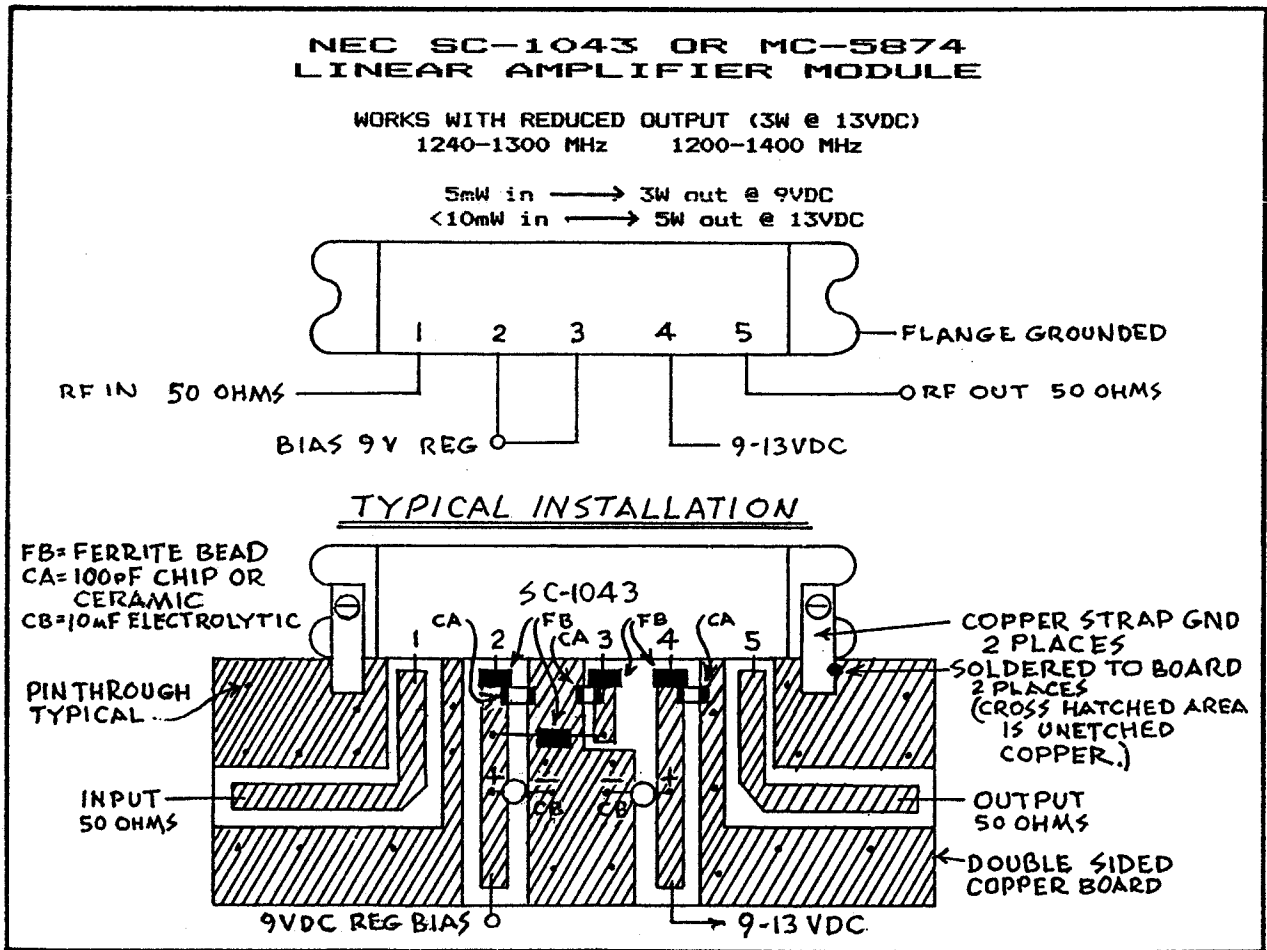 NEC SC-1043 OR MC-5874
LINEAR AMPLIFIER MODULE
WORKS WITH REDUCED OUTPUT (3W @ 13VDC)
1240-1300 MHz 1200-1400 MHz
5mW in → 3W out @ 9VDC
<10mW in → 5W out @ 13VDC
1 2 3 4 5
FLANGE GROUNDED
RF IN 50 OHMS
RF OUT 50 OHMS
BIAS 9V REG
9-13VDC
TYPICAL INSTALLATION
FB=FERRITE BEAD
CA=100pF CHIP OR
CERAMIC
CB=10mF ELECTROLYTIC
SC-1043
CA FB CA FB CA
1 2 3 4 5
COPPER STRAP GND
2 PLACES
SOLDERED TO BOARD
2 PLACES
(CROSS HATCHED AREA
IS UNETCHED
COPPER.)
PIN THROUGH
TYPICAL
+ − − +
CB CB
INPUT
50 OHMS
OUTPUT
50 OHMS
DOUBLE SIDED
COPPER BOARD
9VDC REG BIAS
9-13 VDC